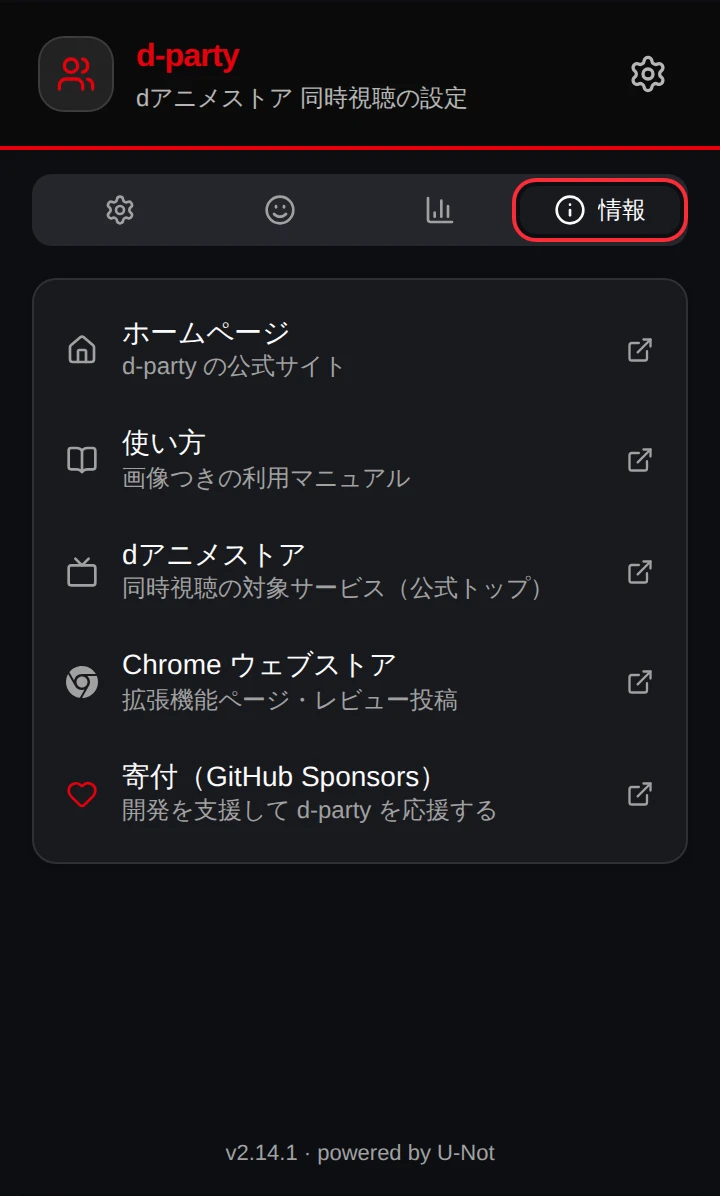 d-party
dアニメストア 同時視聴の設定
情報
ホームページ
d-party の公式サイト
使い方
画像つきの利用マニュアル
dアニメストア
同時視聴の対象サービス（公式トップ）
Chrome ウェブストア
拡張機能ページ・レビュー投稿
寄付（GitHub Sponsors）
開発を支援して d-party を応援する
v2.14.1 · powered by U-Not